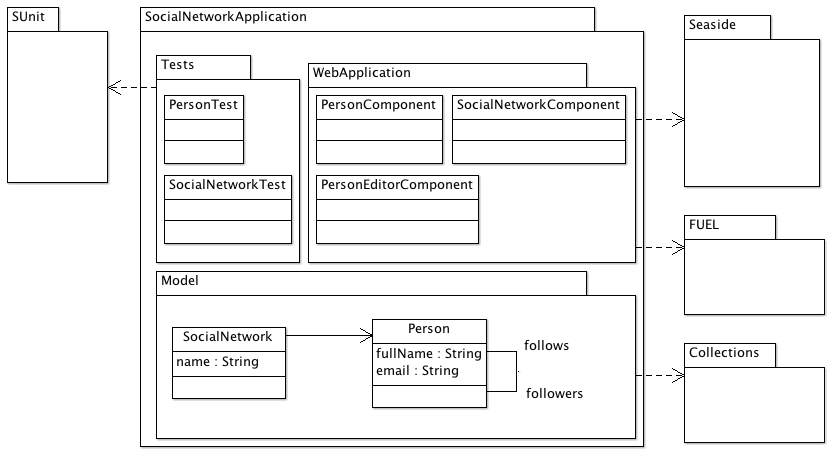 SUnit
SocialNetworkApplication
Seaside
Tests
WebApplication
PersonTest
PersonComponent
SocialNetworkComponent
SocialNetworkTest
PersonEditorComponent
FUEL
Model
SocialNetwork
name : String
Person
fullName : String
email : String
follows
followers
Collections